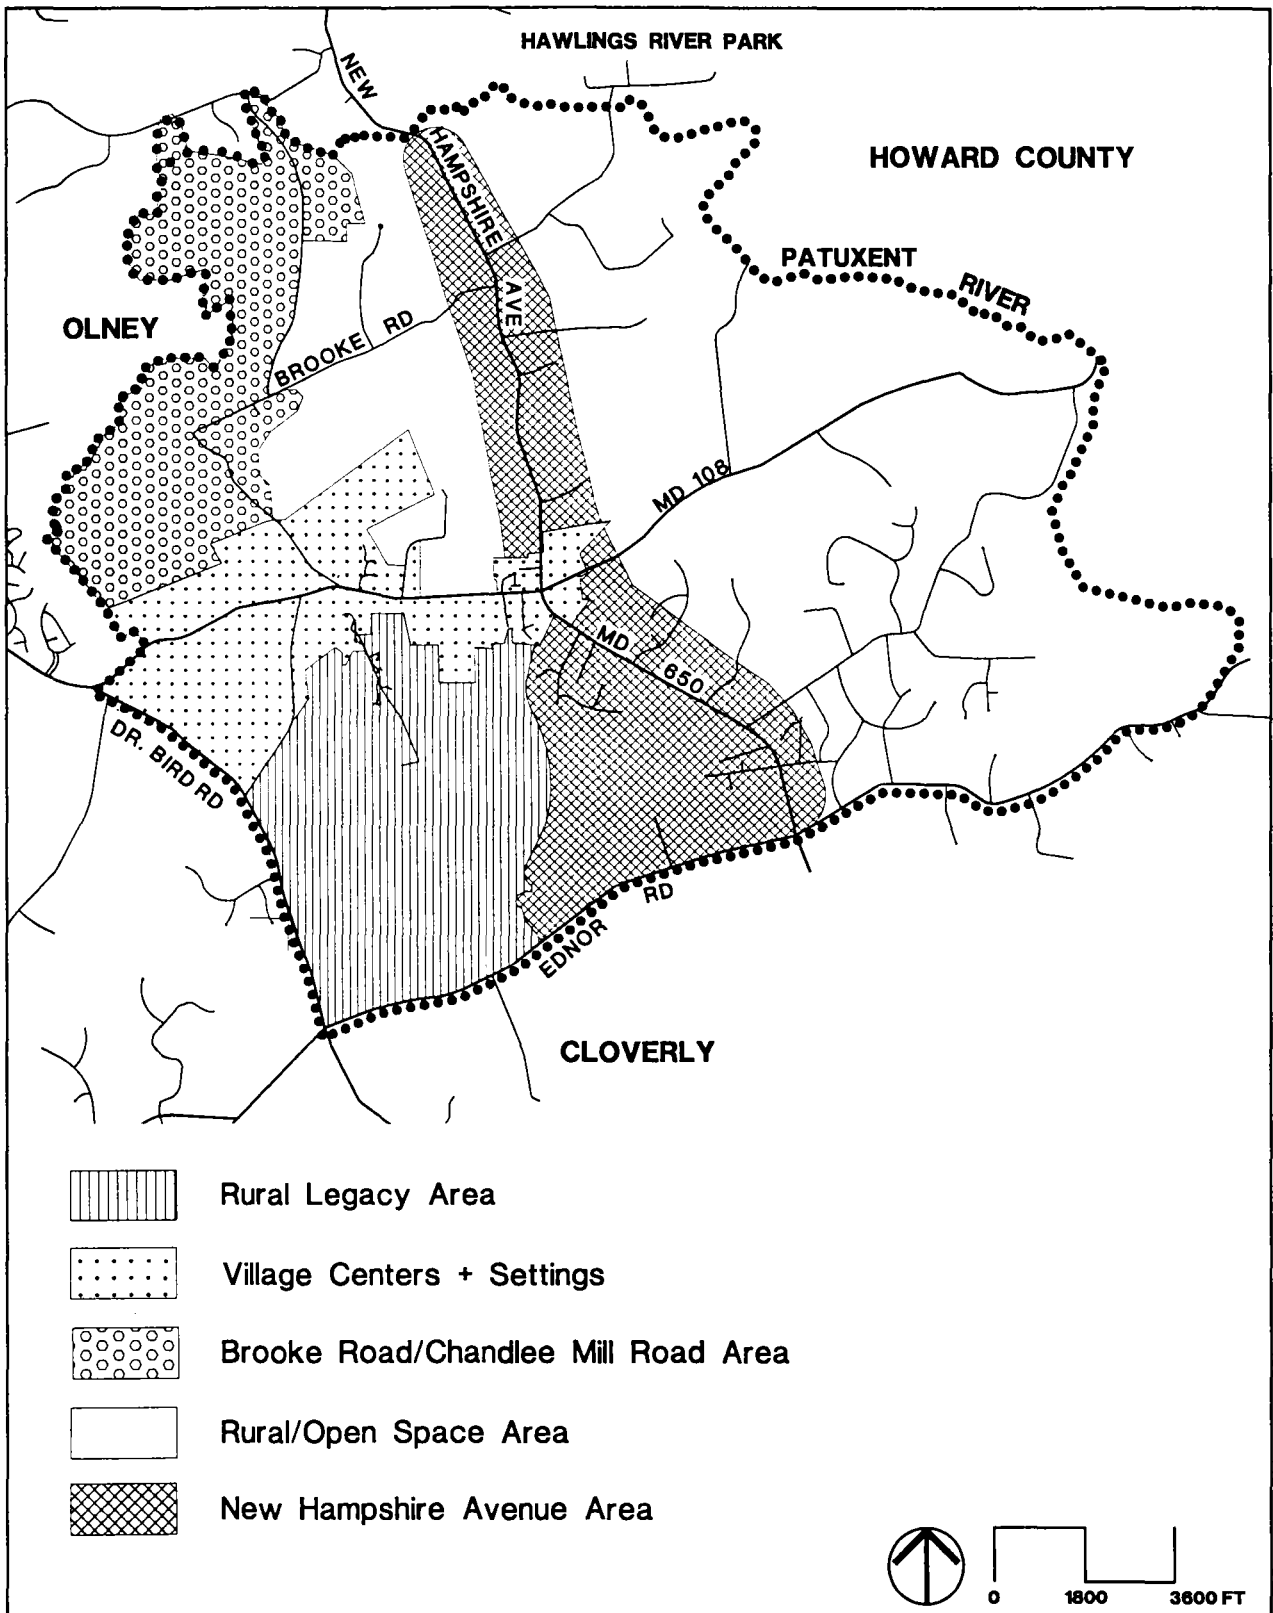 HAWLINGS RIVER PARK
NEW
HAMPSHIRE
AVE
HOWARD COUNTY
PATUXENT
RIVER
OLNEY
BROOKE RD
MD 108
MD 650
DR. BIRD RD
EDNOR RD
CLOVERLY
Rural Legacy Area
Village Centers + Settings
Brooke Road/Chandlee Mill Road Area
Rural/Open Space Area
New Hampshire Avenue Area
0 1800 3600 FT